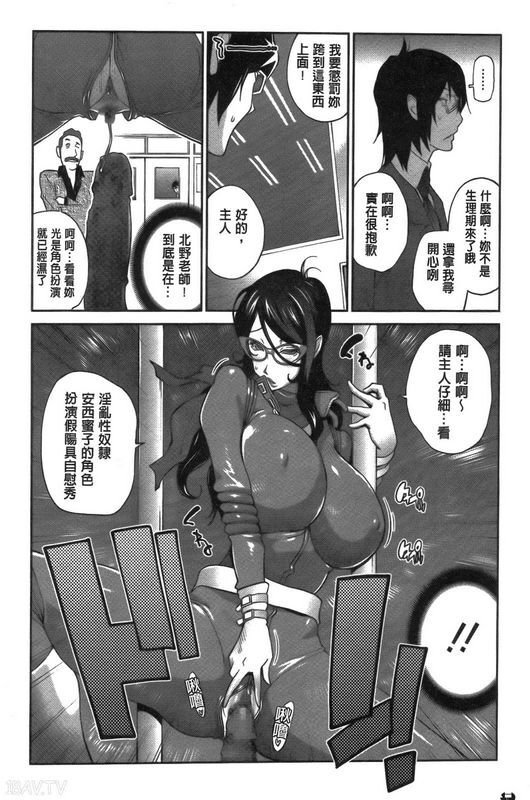 ……
什麼啊…妳不是
生理期來了哦
還拿我尋
開心咧
啊啊…
實在很抱歉
我要懲罰妳
跨到這東西
上面！
好的，
主人
北野老師！
到底是在…
呵呵…看看妳
光是角色扮演
就已經濕了
啊…啊啊～
請主人仔細…看
淫亂性奴隸
安西蜜子的角色
扮演假陽具自慰秀
!!
啾嚕
啾嚕
18AV.TV